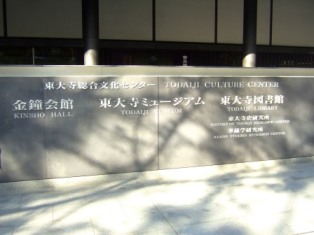 東大寺総合文化センター TODAIJI CULTURE CENTER
金鐘会館 東大寺ミュージアム 東大寺図書館
KINSHO HALL TODAIJI MUSEUM TODAIJI LIBRARY
東大寺史研究所
華厳学研究所